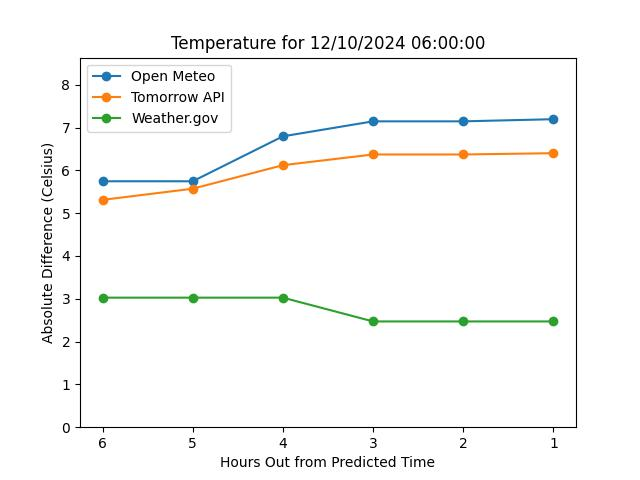 Temperature for 12/10/2024 06:00:00
Open Meteo
Tomorrow API
Weather.gov
Absolute Difference (Celsius)
8
7
6
5
4
3
2
1
0
6 5 4 3 2 1
Hours Out from Predicted Time